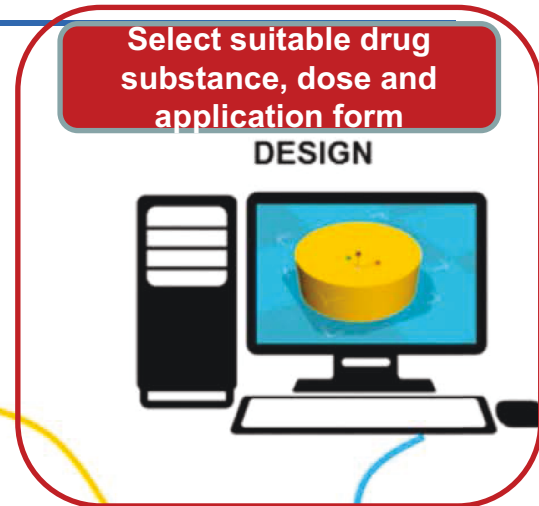 Select suitable drug
substance, dose and
application form
DESIGN